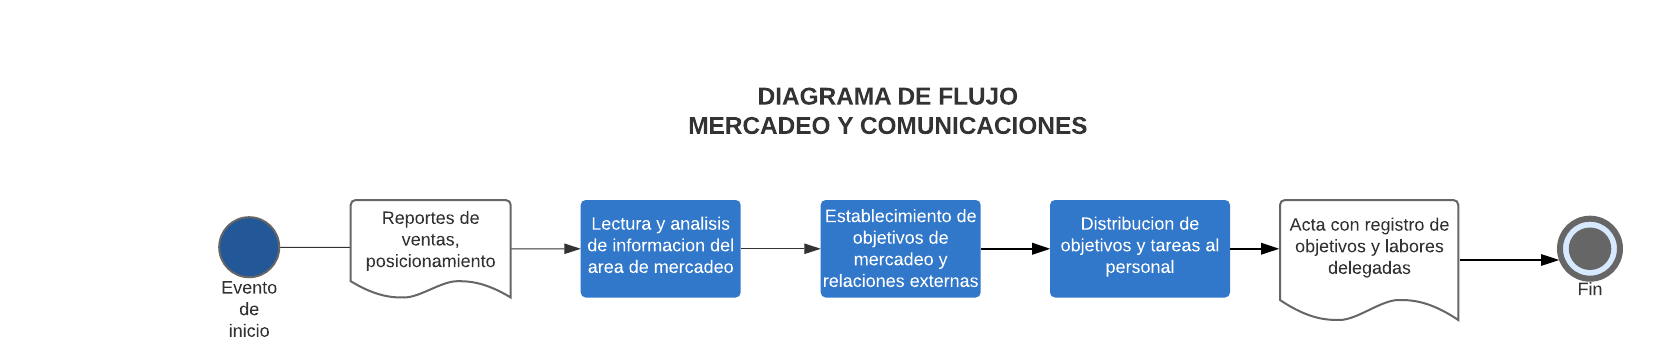 DIAGRAMA DE FLUJO
MERCADEO Y COMUNICACIONES
Evento
de
inicio
Reportes de
ventas,
posicionamiento
Lectura y analisis
de informacion del
area de mercadeo
Establecimiento de
objetivos de
mercadeo y
relaciones externas
Distribucion de
objetivos y tareas al
personal
Acta con registro de
objetivos y labores
delegadas
Fin